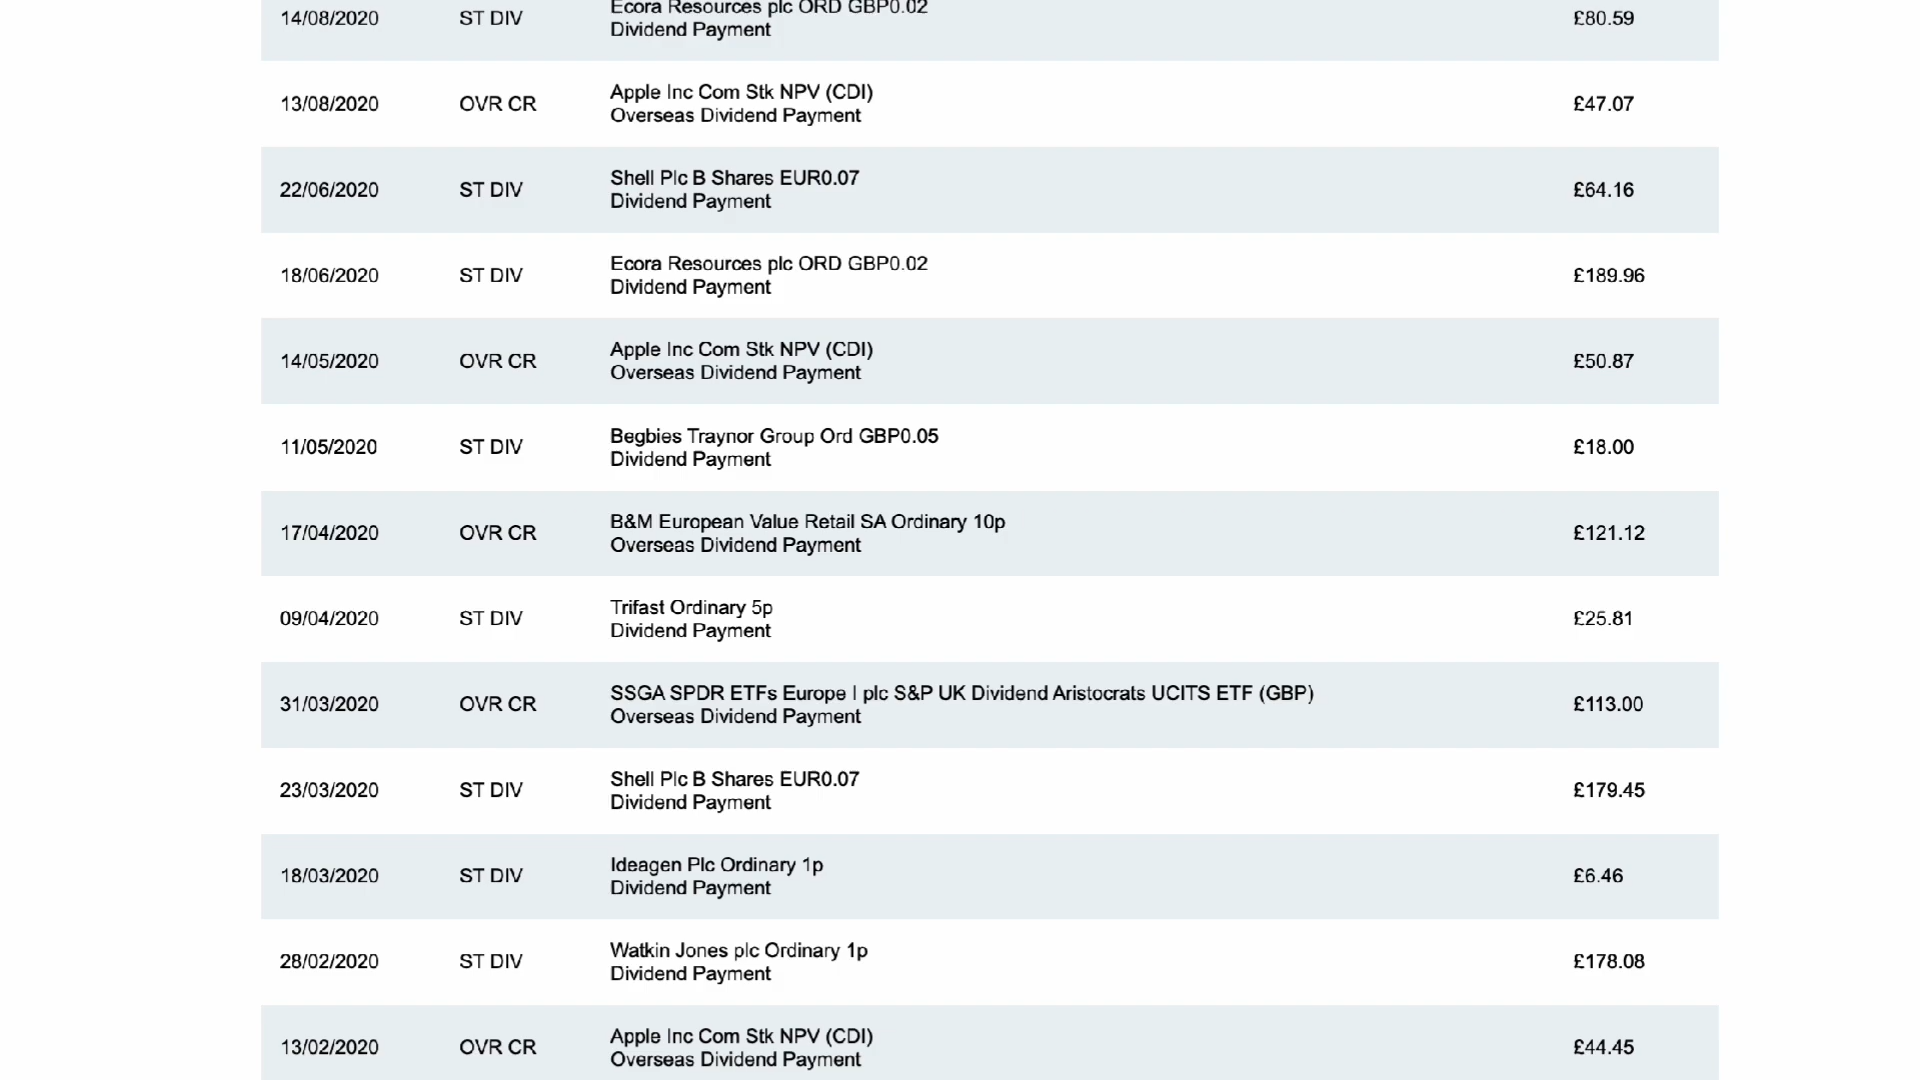 Ecora Resources plc ORD GBP0.02
14/08/2020 ST DIV £80.59
Dividend Payment
Apple Inc Com Stk NPV (CDI)
13/08/2020 OVR CR £47.07
Overseas Dividend Payment
Shell Plc B Shares EUR0.07
22/06/2020 ST DIV £64.16
Dividend Payment
Ecora Resources plc ORD GBP0.02
18/06/2020 ST DIV £189.96
Dividend Payment
Apple Inc Com Stk NPV (CDI)
14/05/2020 OVR CR £50.87
Overseas Dividend Payment
Begbies Traynor Group Ord GBP0.05
11/05/2020 ST DIV £18.00
Dividend Payment
B&M European Value Retail SA Ordinary 10p
17/04/2020 OVR CR £121.12
Overseas Dividend Payment
Trifast Ordinary 5p
09/04/2020 ST DIV £25.81
Dividend Payment
SSGA SPDR ETFs Europe I plc S&P UK Dividend Aristocrats UCITS ETF (GBP)
31/03/2020 OVR CR £113.00
Overseas Dividend Payment
Shell Plc B Shares EUR0.07
23/03/2020 ST DIV £179.45
Dividend Payment
Ideagen Plc Ordinary 1p
18/03/2020 ST DIV £6.46
Dividend Payment
Watkin Jones plc Ordinary 1p
28/02/2020 ST DIV £178.08
Dividend Payment
Apple Inc Com Stk NPV (CDI)
13/02/2020 OVR CR £44.45
Overseas Dividend Payment